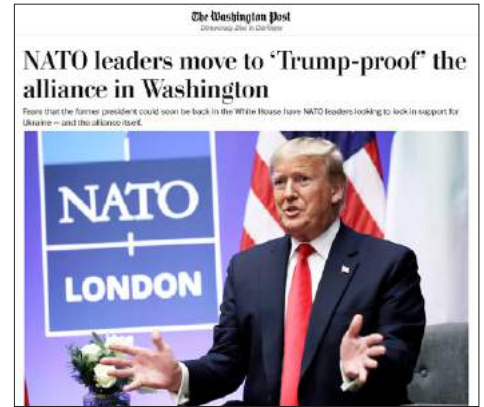 The Washington Post
Democracy Dies in Darkness
NATO leaders move to ‘Trump-proof’ the
alliance in Washington
Fears that the former president could soon be back in the White House have NATO leaders looking to lock in support for
Ukraine — and the alliance itself.
NATO
LONDON